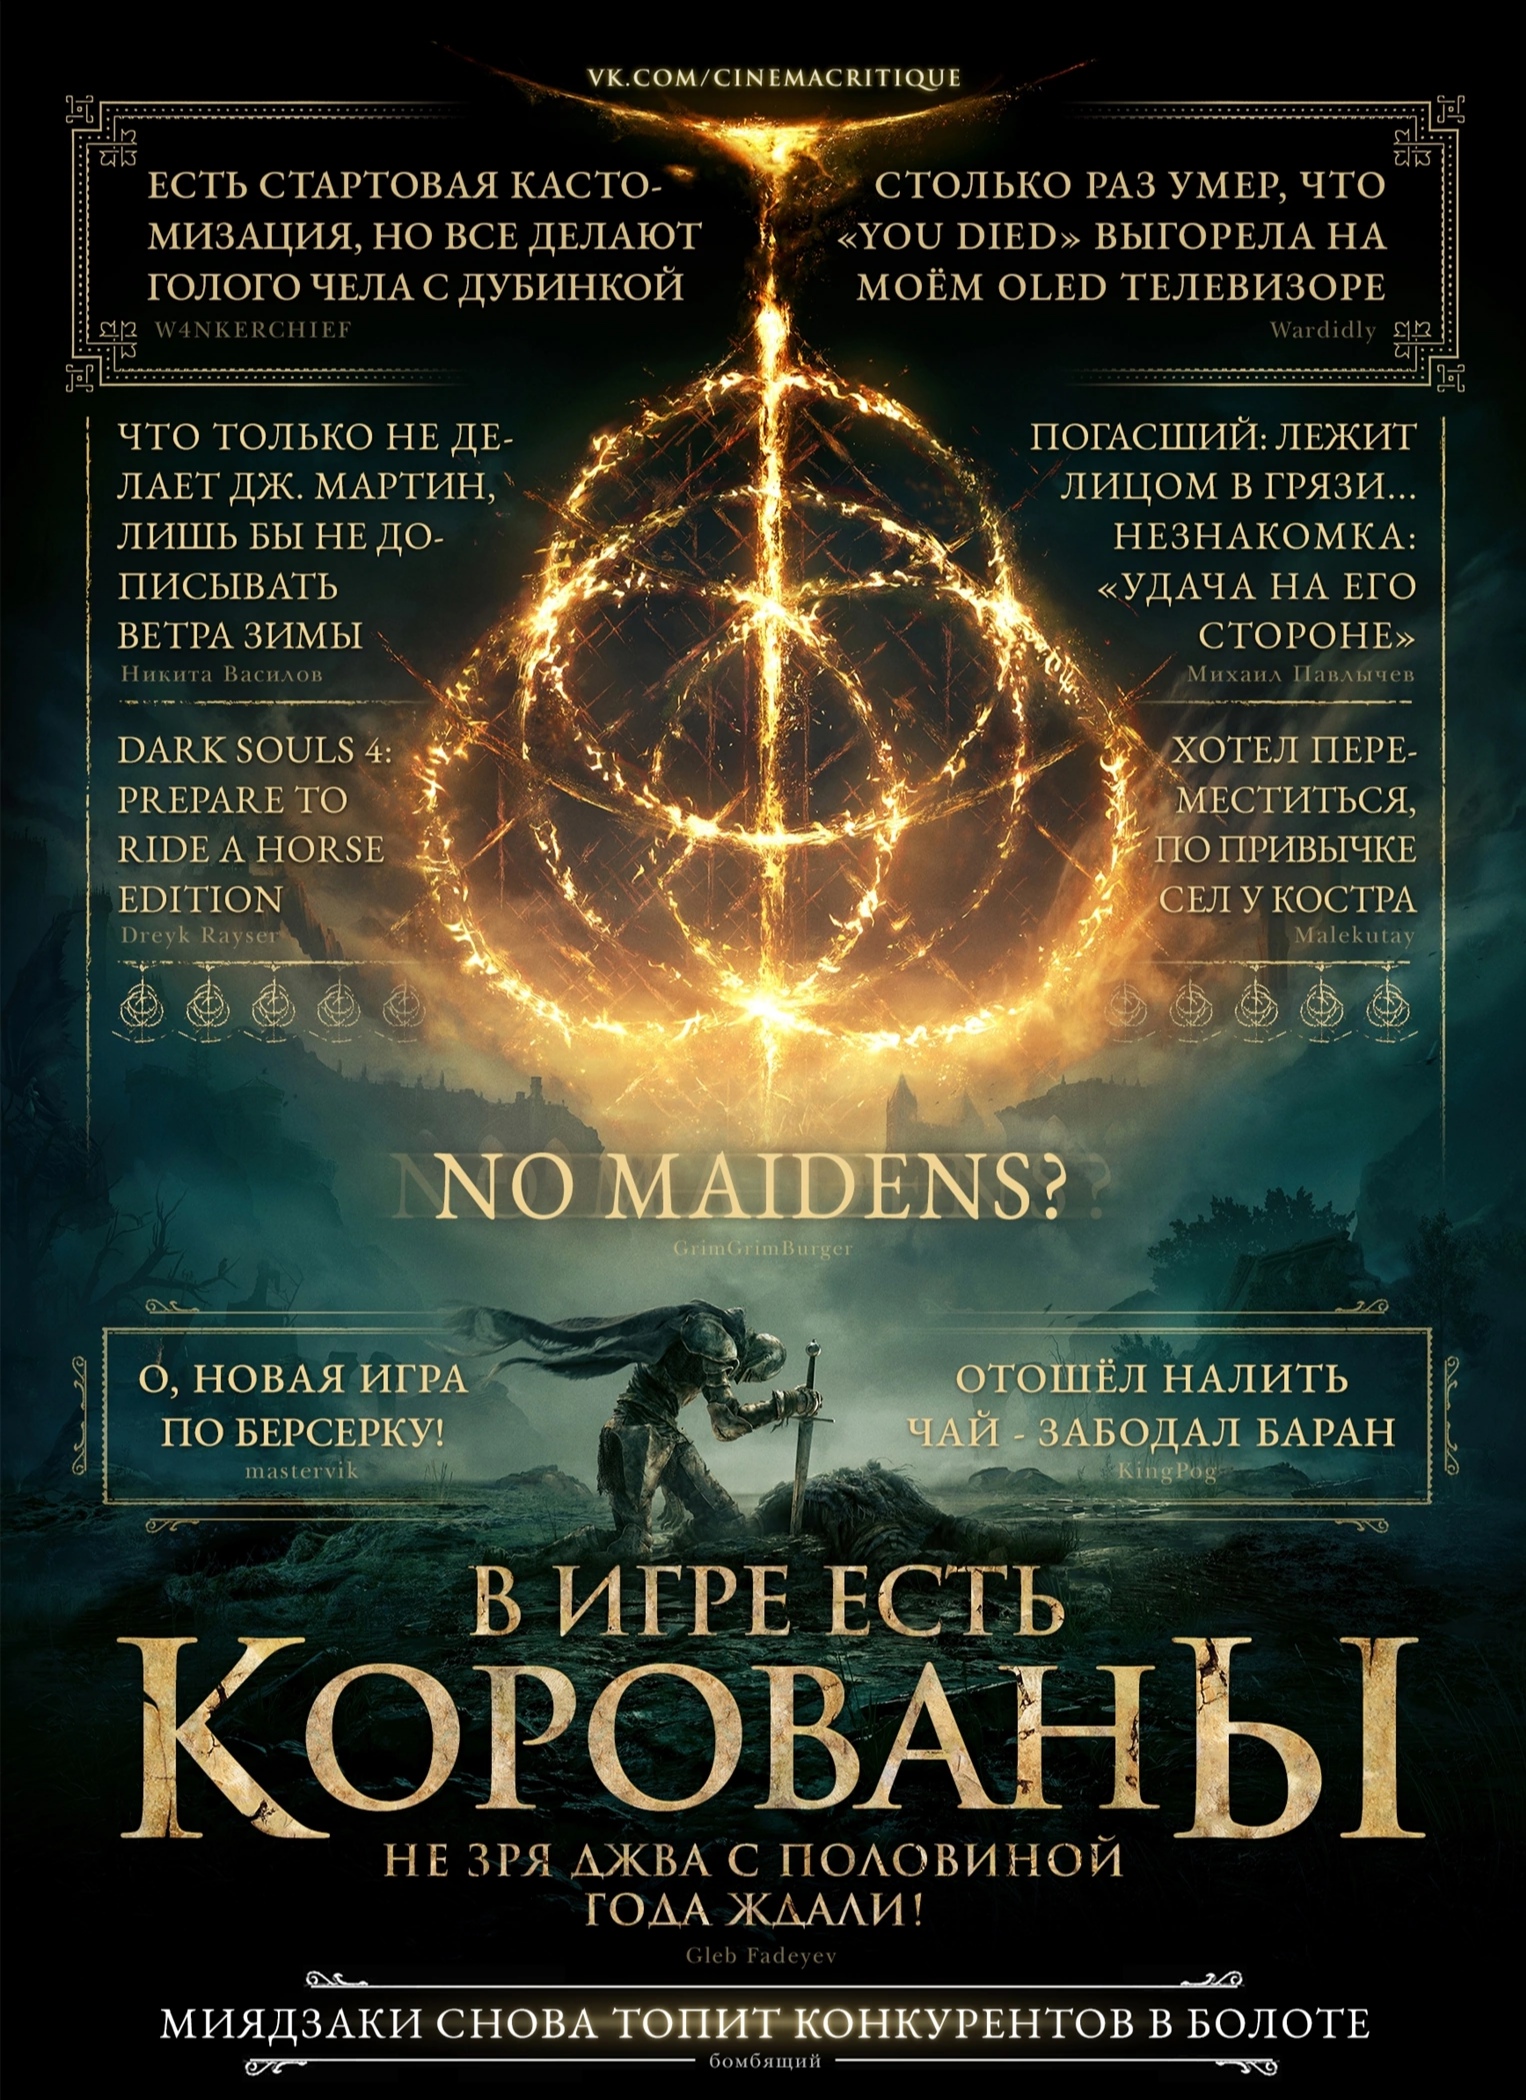 VK.COM/CINEMACRITIQUE
ЕСТЬ СТАРТОВАЯ КАСТО-
МИЗАЦИЯ, НО ВСЕ ДЕЛАЮТ
ГОЛОГО ЧЕЛА С ДУБИНКОЙ
W4NKERCHIEF
СТОЛЬКО РАЗ УМЕР, ЧТО
«YOU DIED» ВЫГОРЕЛА НА
МОЁМ OLED ТЕЛЕВИЗОРЕ
Wardidly
ЧТО ТОЛЬКО НЕ ДЕ-
ЛАЕТ ДЖ. МАРТИН,
ЛИШЬ БЫ НЕ ДО-
ПИСЫВАТЬ
ВЕТРА ЗИМЫ
Никита Василов
ПОГАСШИЙ: ЛЕЖИТ
ЛИЦОМ В ГРЯЗИ...
НЕЗНАКОМКА:
«УДАЧА НА ЕГО
СТОРОНЕ»
Михаил Павлычев
DARK SOULS 4:
PREPARE TO
RIDE A HORSE
EDITION
Dreyk Rayser
ХОТЕЛ ПЕРЕ-
МЕСТИТЬСЯ,
ПО ПРИВЫЧКЕ
СЕЛ У КОСТРА
Malekutay
NO MAIDENS?
GrimGrimBurger
О, НОВАЯ ИГРА
ПО БЕРСЕРКУ!
mastervik
ОТОШЁЛ НАЛИТЬ
ЧАЙ - ЗАБОДАЛ БАРАН
KingPog
В ИГРЕ ЕСТЬ
КОРОВАНЫ
НЕ ЗРЯ ДЖВА С ПОЛОВИНОЙ
ГОДА ЖДАЛИ!
Gleb Fadeyev
МИЯДЗАКИ СНОВА ТОПИТ КОНКУРЕНТОВ В БОЛОТЕ
бомбящий